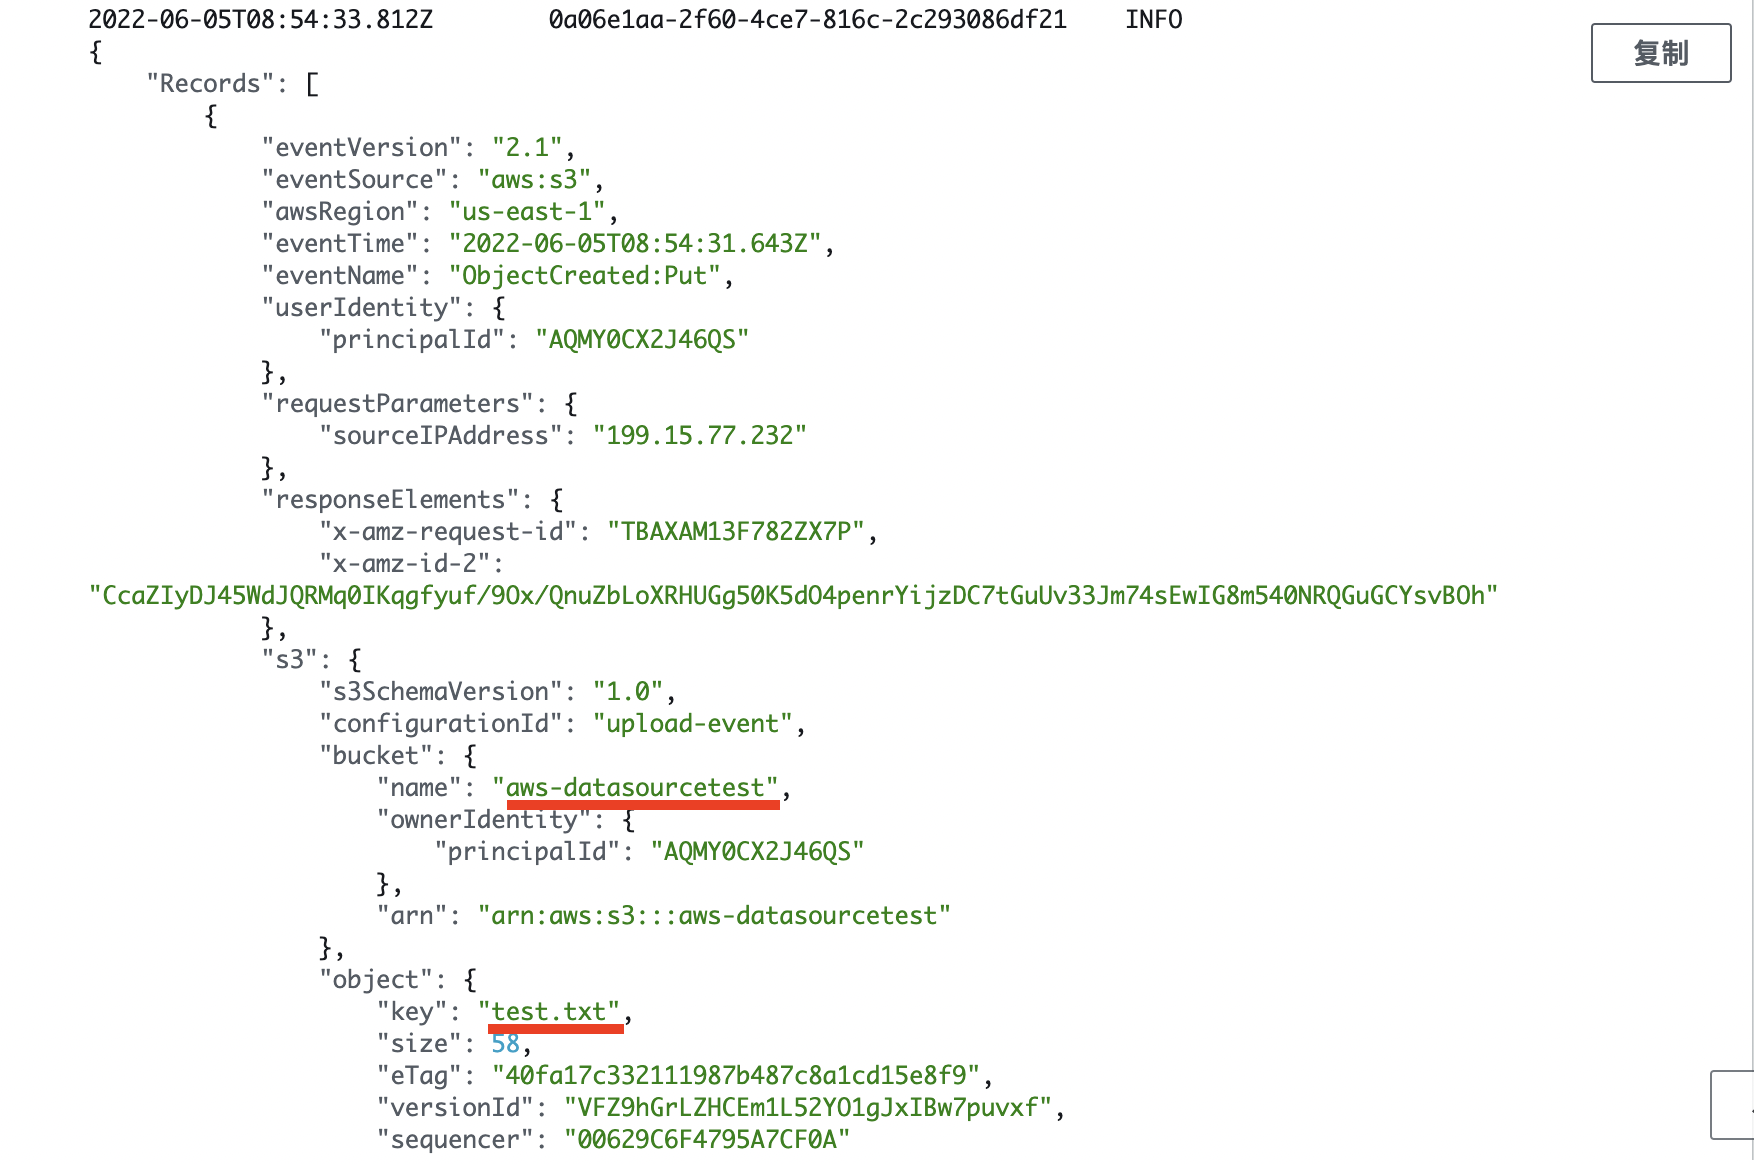 2022-06-05T08:54:33.812Z        0a06e1aa-2f60-4ce7-816c-2c293086df21    INFO
复制
{
    "Records": [
        {
            "eventVersion": "2.1",
            "eventSource": "aws:s3",
            "awsRegion": "us-east-1",
            "eventTime": "2022-06-05T08:54:31.643Z",
            "eventName": "ObjectCreated:Put",
            "userIdentity": {
                "principalId": "AQMY0CX2J46QS"
            },
            "requestParameters": {
                "sourceIPAddress": "199.15.77.232"
            },
            "responseElements": {
                "x-amz-request-id": "TBAXAM13F782ZX7P",
                "x-amz-id-2":
"CcaZIyDJ45WdJQRMq0IKqgfyuf/9Ox/QnuZbLoXRHUGg50K5dO4penrYijzDC7tGuUv33Jm74sEwIG8m540NRQGuGCYsvBOh"
            },
            "s3": {
                "s3SchemaVersion": "1.0",
                "configurationId": "upload-event",
                "bucket": {
                    "name": "aws-datasourcetest",
                    "ownerIdentity": {
                        "principalId": "AQMY0CX2J46QS"
                    },
                    "arn": "arn:aws:s3:::aws-datasourcetest"
                },
                "object": {
                    "key": "test.txt",
                    "size": 58,
                    "eTag": "40fa17c332111987b487c8a1cd15e8f9",
                    "versionId": "VFZ9hGrLZHCEm1L52YO1gJxIBw7puvxf",
                    "sequencer": "00629C6F4795A7CF0A"